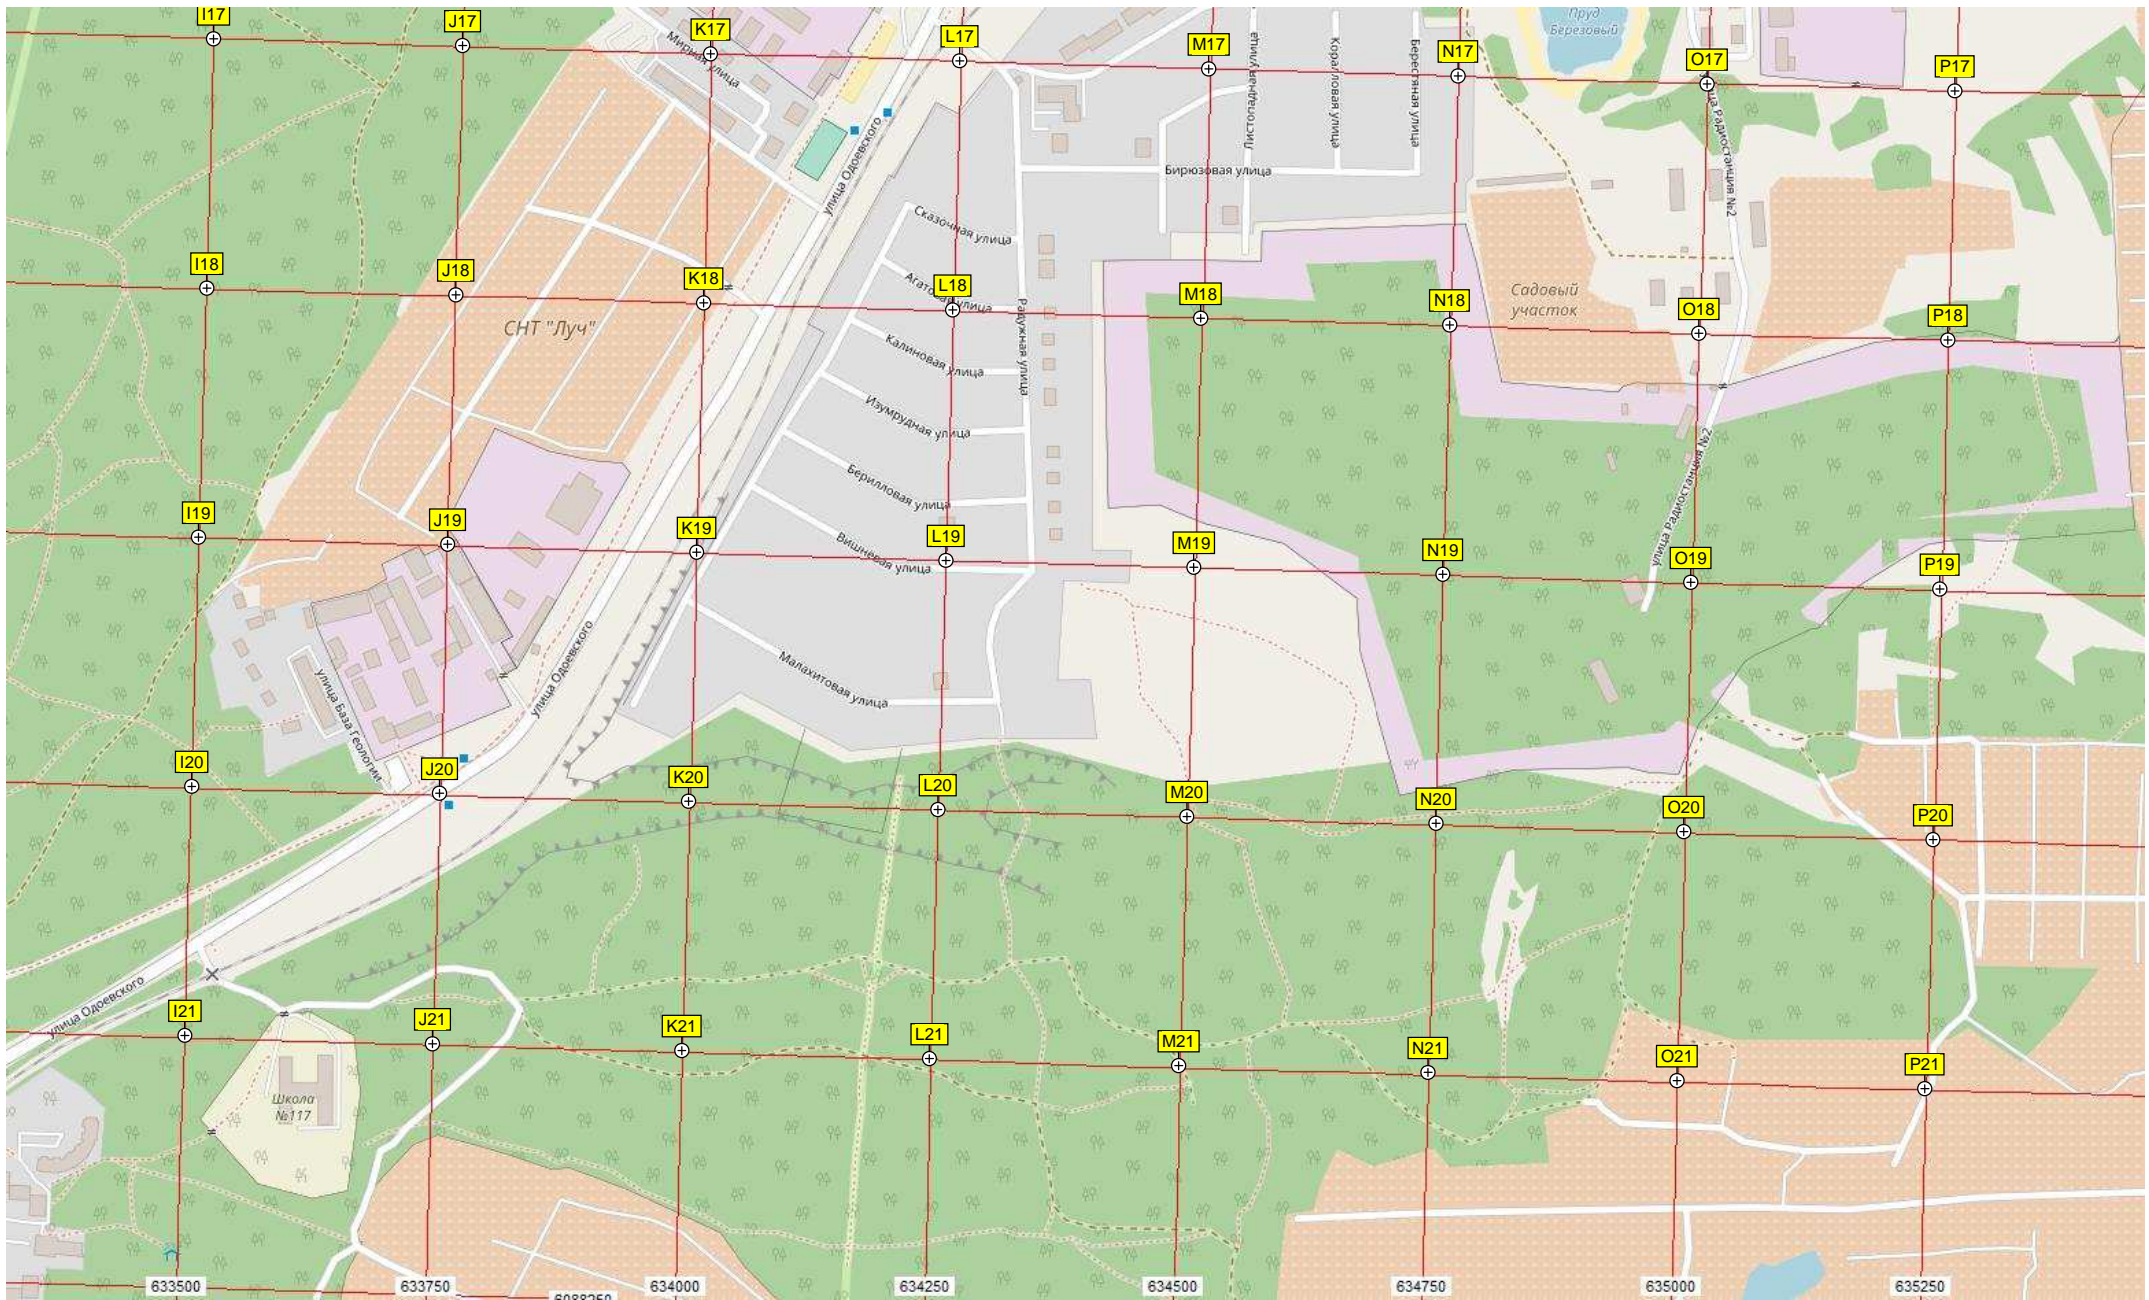 I17
J17
K17
L17
M17
N17
O17
P17
Пруд
Березовый
Мирная улица
улица Одоевского
Листопадная улица
Коралловая улица
Берестяная улица
улица Радиостанция №2
Бирюзовая улица
Сказочная улица
I18
J18
K18
L18
M18
N18
O18
P18
Агатовая улица
Радужная улица
Садовый
участок
СНТ "Луч"
Калиновая улица
Изумрудная улица
Берилловая улица
улица Радиостанция №2
I19
J19
K19
L19
M19
N19
O19
P19
Вишнёвая улица
улица Одоевского
Малахитовая улица
улица База Геологии
I20
J20
K20
L20
M20
N20
O20
P20
улица Одоевского
I21
J21
K21
L21
M21
N21
O21
P21
Школа
№117
633500
633750
634000
634250
634500
634750
635000
635250